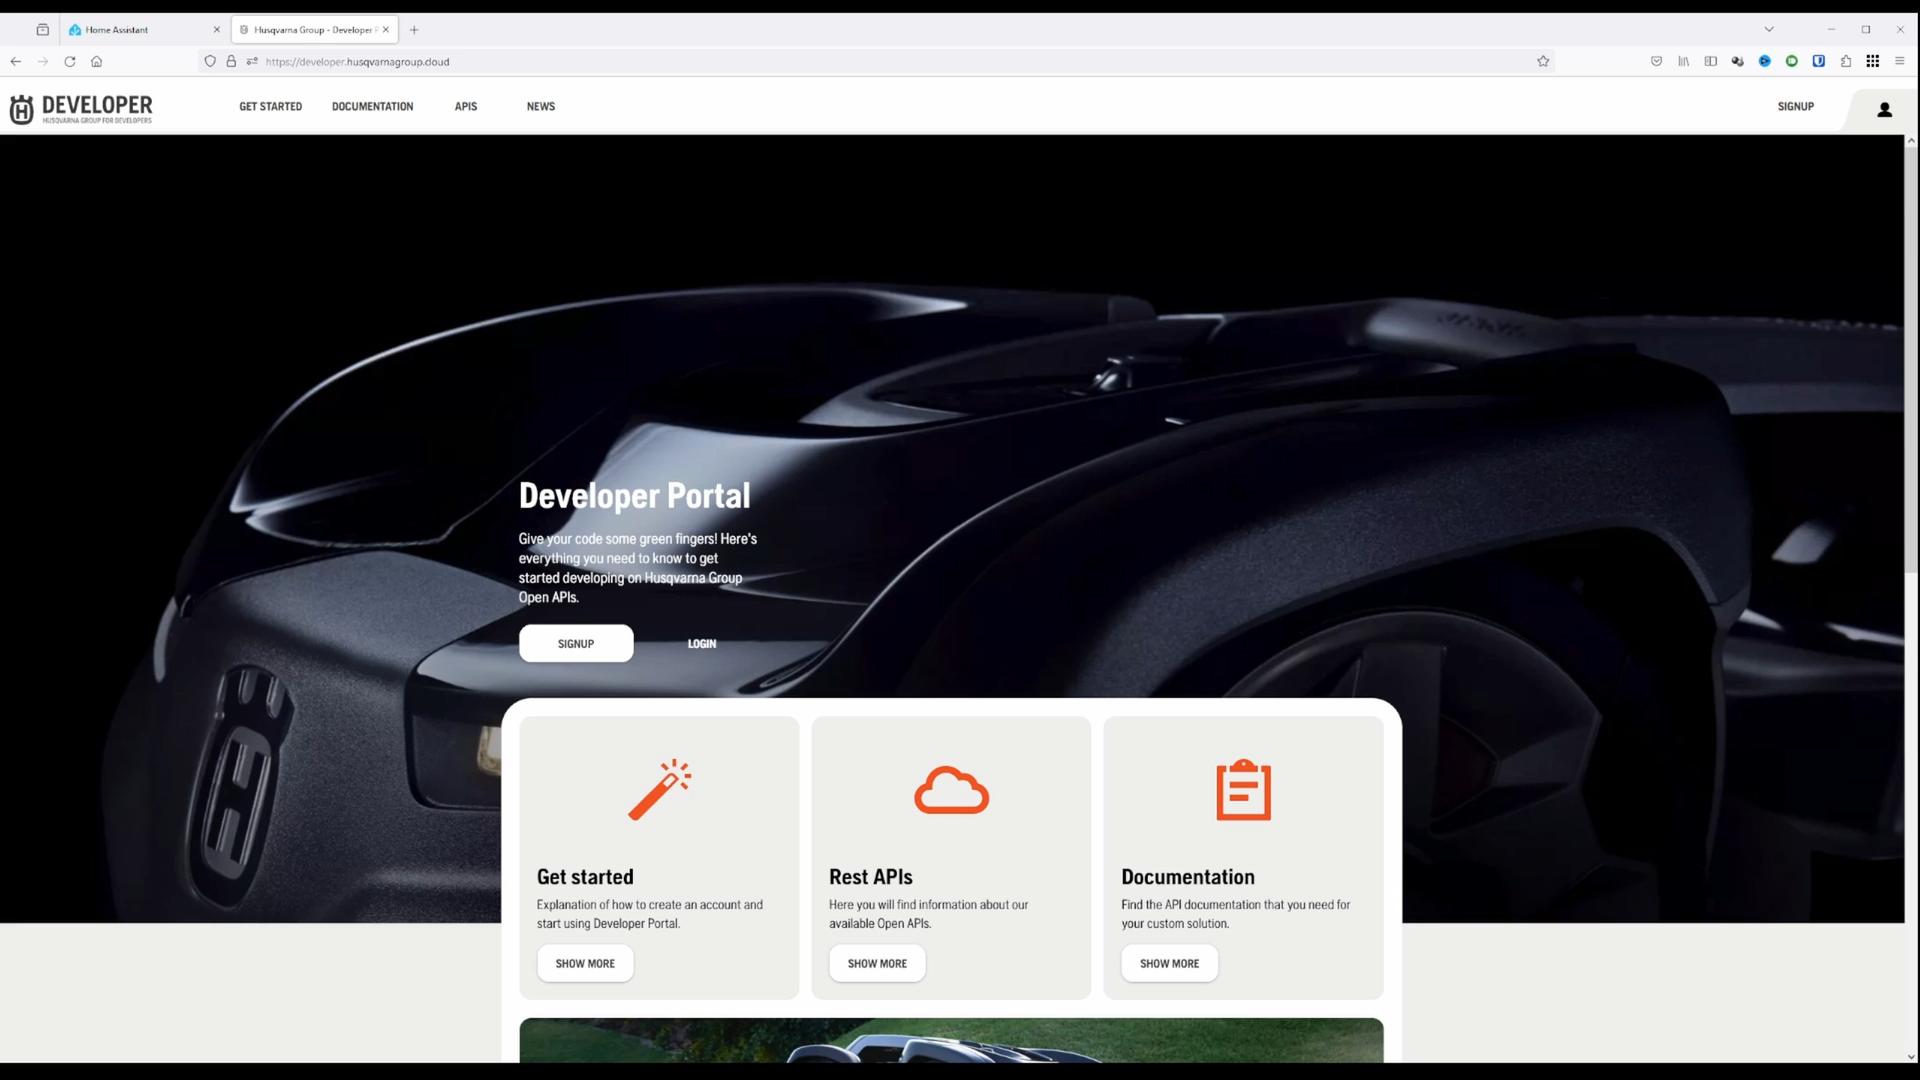 Home Assistant
Husqvarna Group - Developer P
https://developer.husqvarnagroup.cloud
DEVELOPER
HUSQVARNA GROUP FOR DEVELOPERS
GET STARTED
DOCUMENTATION
APIS
NEWS
SIGNUP
Developer Portal
Give your code some green fingers! Here's
everything you need to know to get
started developing on Husqvarna Group
Open APIs.
SIGNUP
LOGIN
Get started
Explanation of how to create an account and
start using Developer Portal.
SHOW MORE
Rest APIs
Here you will find information about our
available Open APIs.
SHOW MORE
Documentation
Find the API documentation that you need for
your custom solution.
SHOW MORE